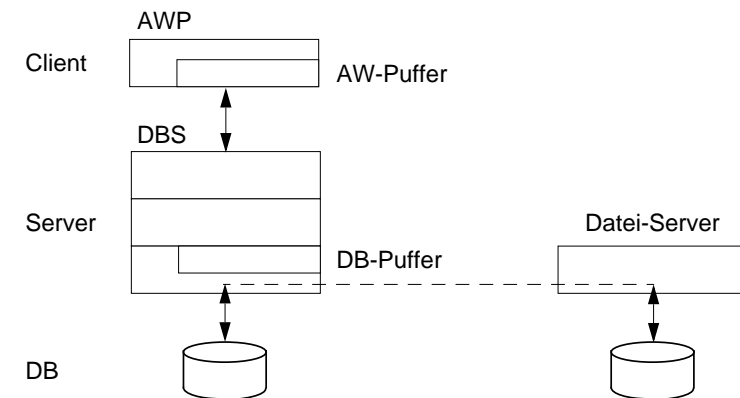 AWP
Client
AW-Puffer
DBS
Server
Datei-Server
DB-Puffer
DB